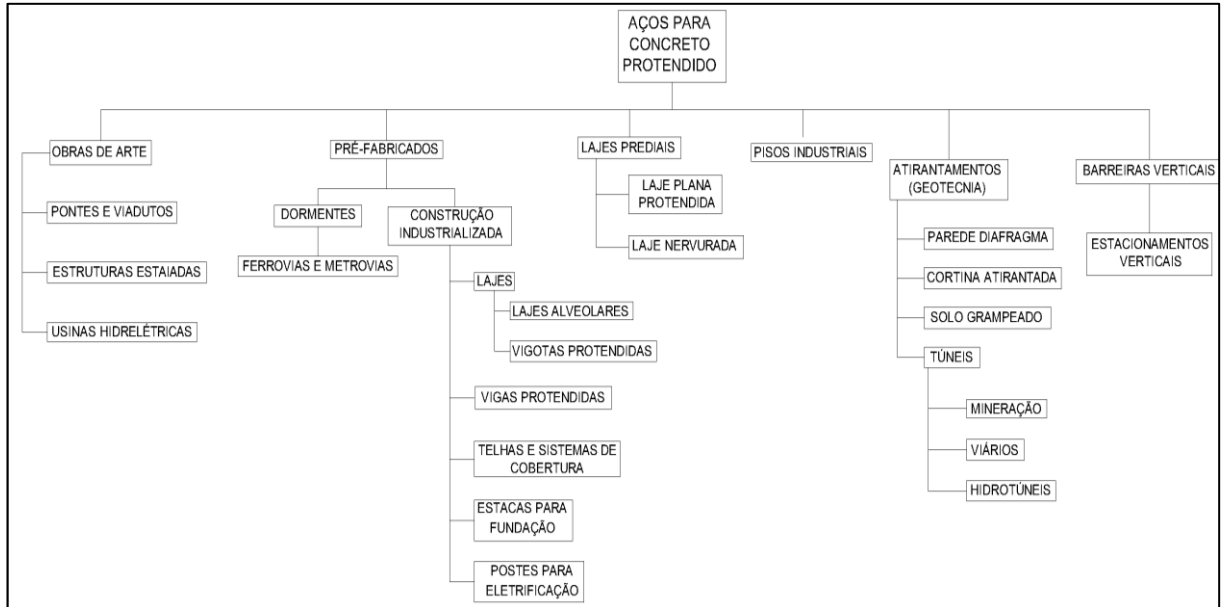 AÇOS PARA
CONCRETO
PROTENDIDO
OBRAS DE ARTE
PONTES E VIADUTOS
ESTRUTURAS ESTAIADAS
USINAS HIDRELÉTRICAS
PRÉ-FABRICADOS
DORMENTES
FERROVIAS E METROVIAS
CONSTRUÇÃO
INDUSTRIALIZADA
LAJES
LAJES ALVEOLARES
VIGOTAS PROTENDIDAS
VIGAS PROTENDIDAS
TELHAS E SISTEMAS DE
COBERTURA
ESTACAS PARA
FUNDAÇÃO
POSTES PARA
ELETRIFICAÇÃO
LAJES PREDIAIS
LAJE PLANA
PROTENDIDA
LAJE NERVURADA
PISOS INDUSTRIAIS
ATIRANTAMENTOS
(GEOTECNIA)
PAREDE DIAFRAGMA
CORTINA ATIRANTADA
SOLO GRAMPEADO
TÚNEIS
MINERAÇÃO
VIÁRIOS
HIDROTÚNEIS
BARREIRAS VERTICAIS
ESTACIONAMENTOS
VERTICAIS